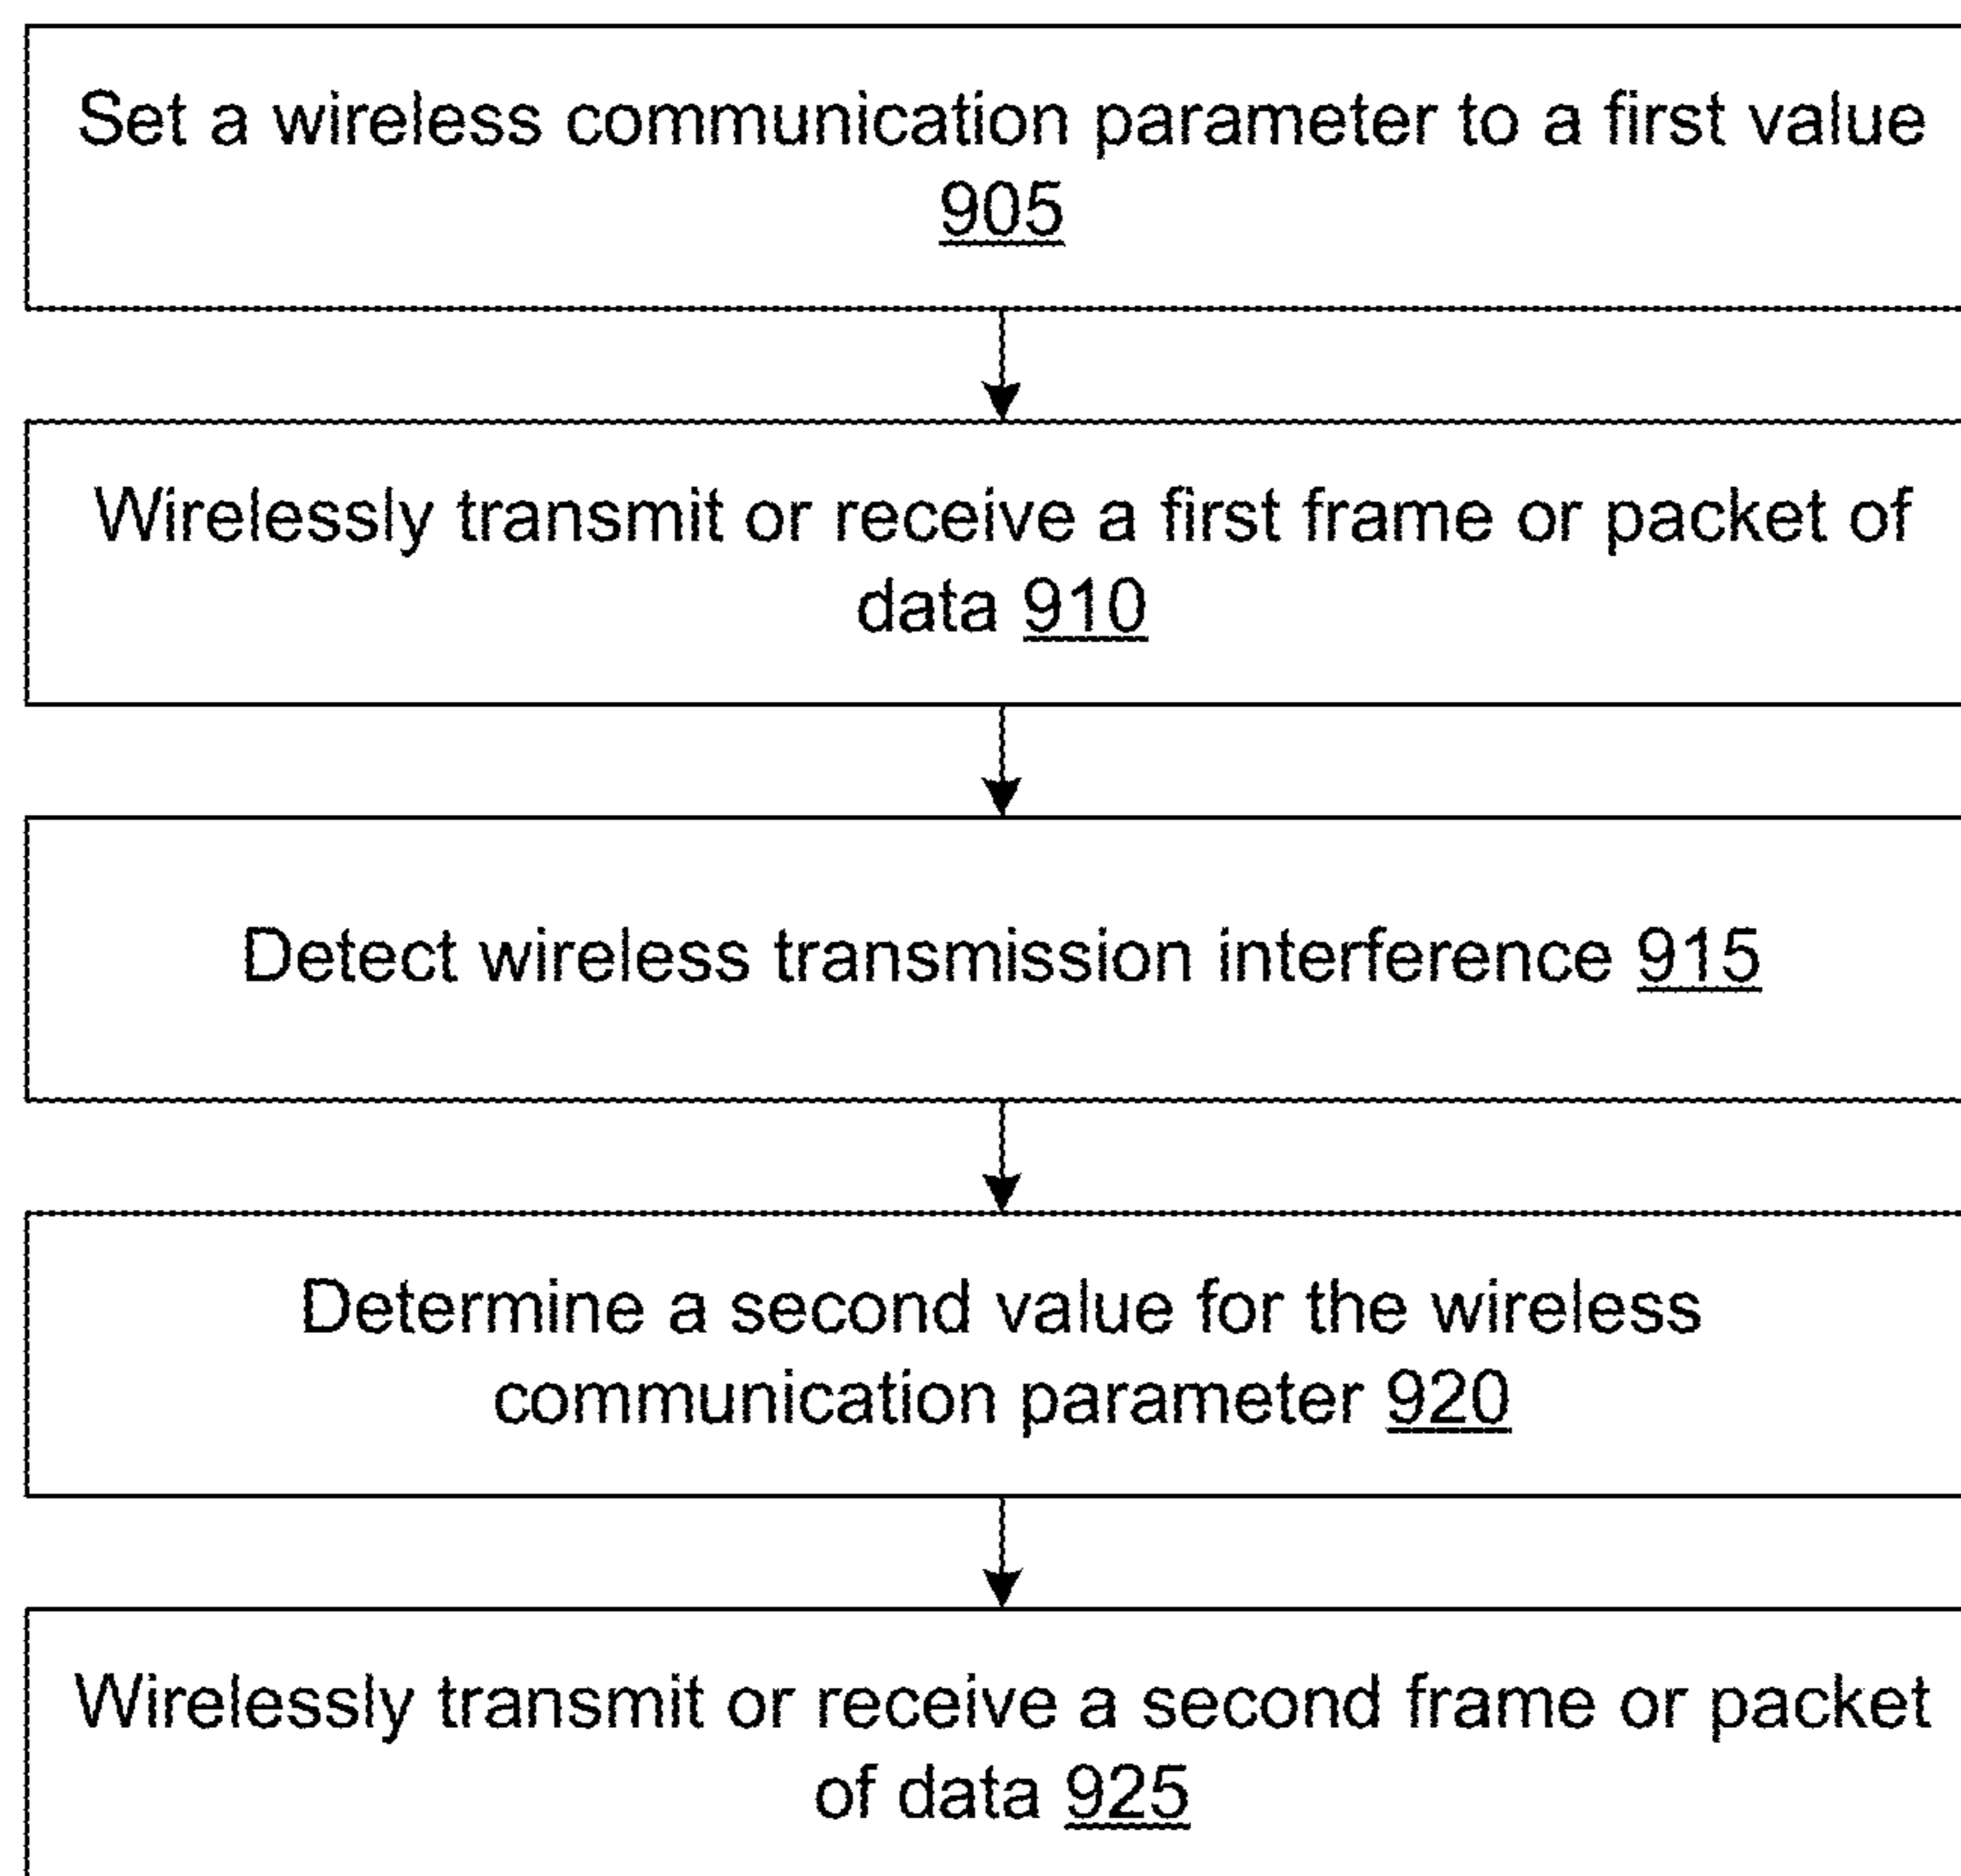 Set a wireless communication parameter to a first value
905
Wirelessly transmit or receive a first frame or packet of
data 910
Detect wireless transmission interference 915
Determine a second value for the wireless
communication parameter 920
Wirelessly transmit or receive a second frame or packet
of data 925